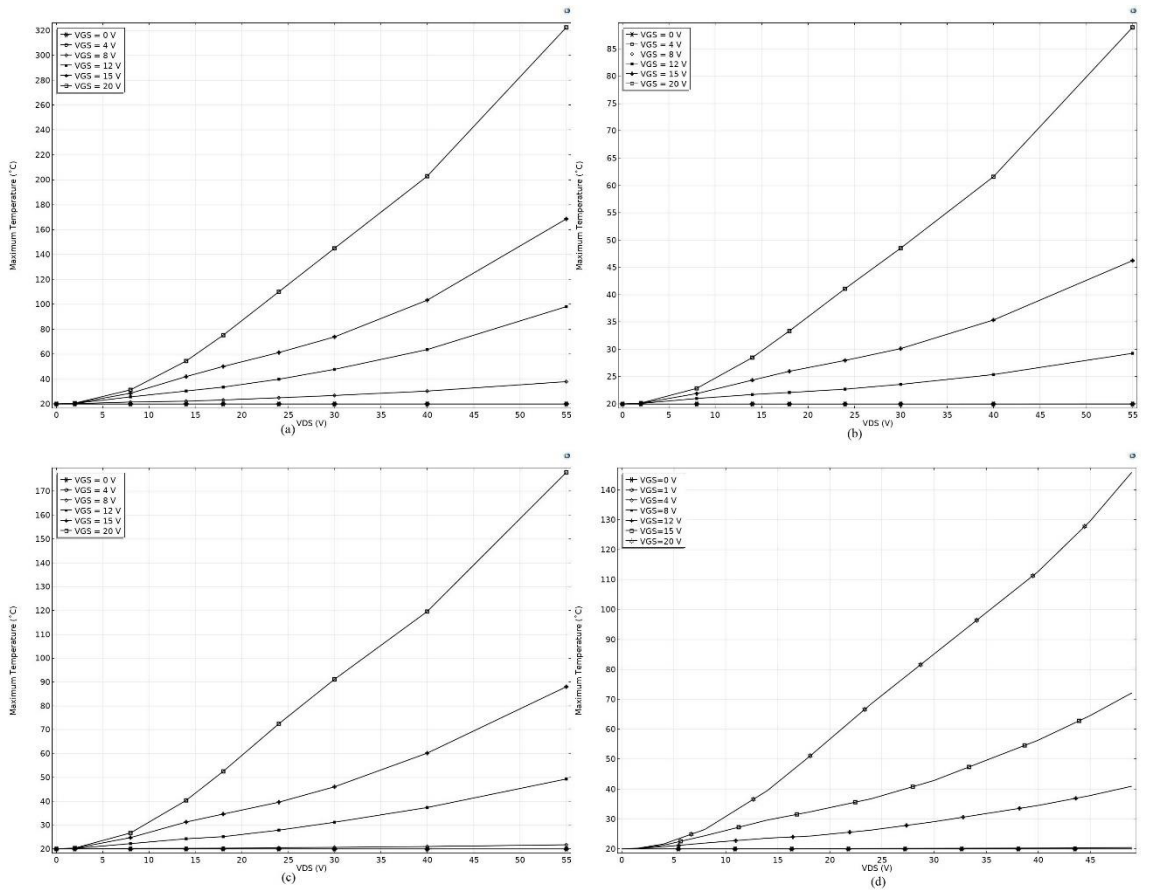 320
300
280
260
240
220
200
180
160
140
120
100
80
60
40
20
Maximum Temperature (°C)
VGS = 0 V
VGS = 4 V
VGS = 8 V
VGS = 12 V
VGS = 15 V
VGS = 20 V
0 5 10 15 20 25 30 35 40 45 50 55
VDS (V)
(a)
85
80
75
70
65
60
55
50
45
40
35
30
25
20
Maximum Temperature (°C)
VGS = 0 V
VGS = 4 V
VGS = 8 V
VGS = 12 V
VGS = 15 V
VGS = 20 V
0 5 10 15 20 25 30 35 40 45 50 55
VDS (V)
(b)
170
160
150
140
130
120
110
100
90
80
70
60
50
40
30
20
Maximum Temperature (°C)
VGS = 0 V
VGS = 4 V
VGS = 8 V
VGS = 12 V
VGS = 15 V
VGS = 20 V
0 5 10 15 20 25 30 35 40 45 50 55
VDS (V)
(c)
140
130
120
110
100
90
80
70
60
50
40
30
20
Maximum Temperature (°C)
VGS=0 V
VGS=1 V
VGS=4 V
VGS=8 V
VGS=12 V
VGS=15 V
VGS=20 V
0 5 10 15 20 25 30 35 40 45
VDS (V)
(d)